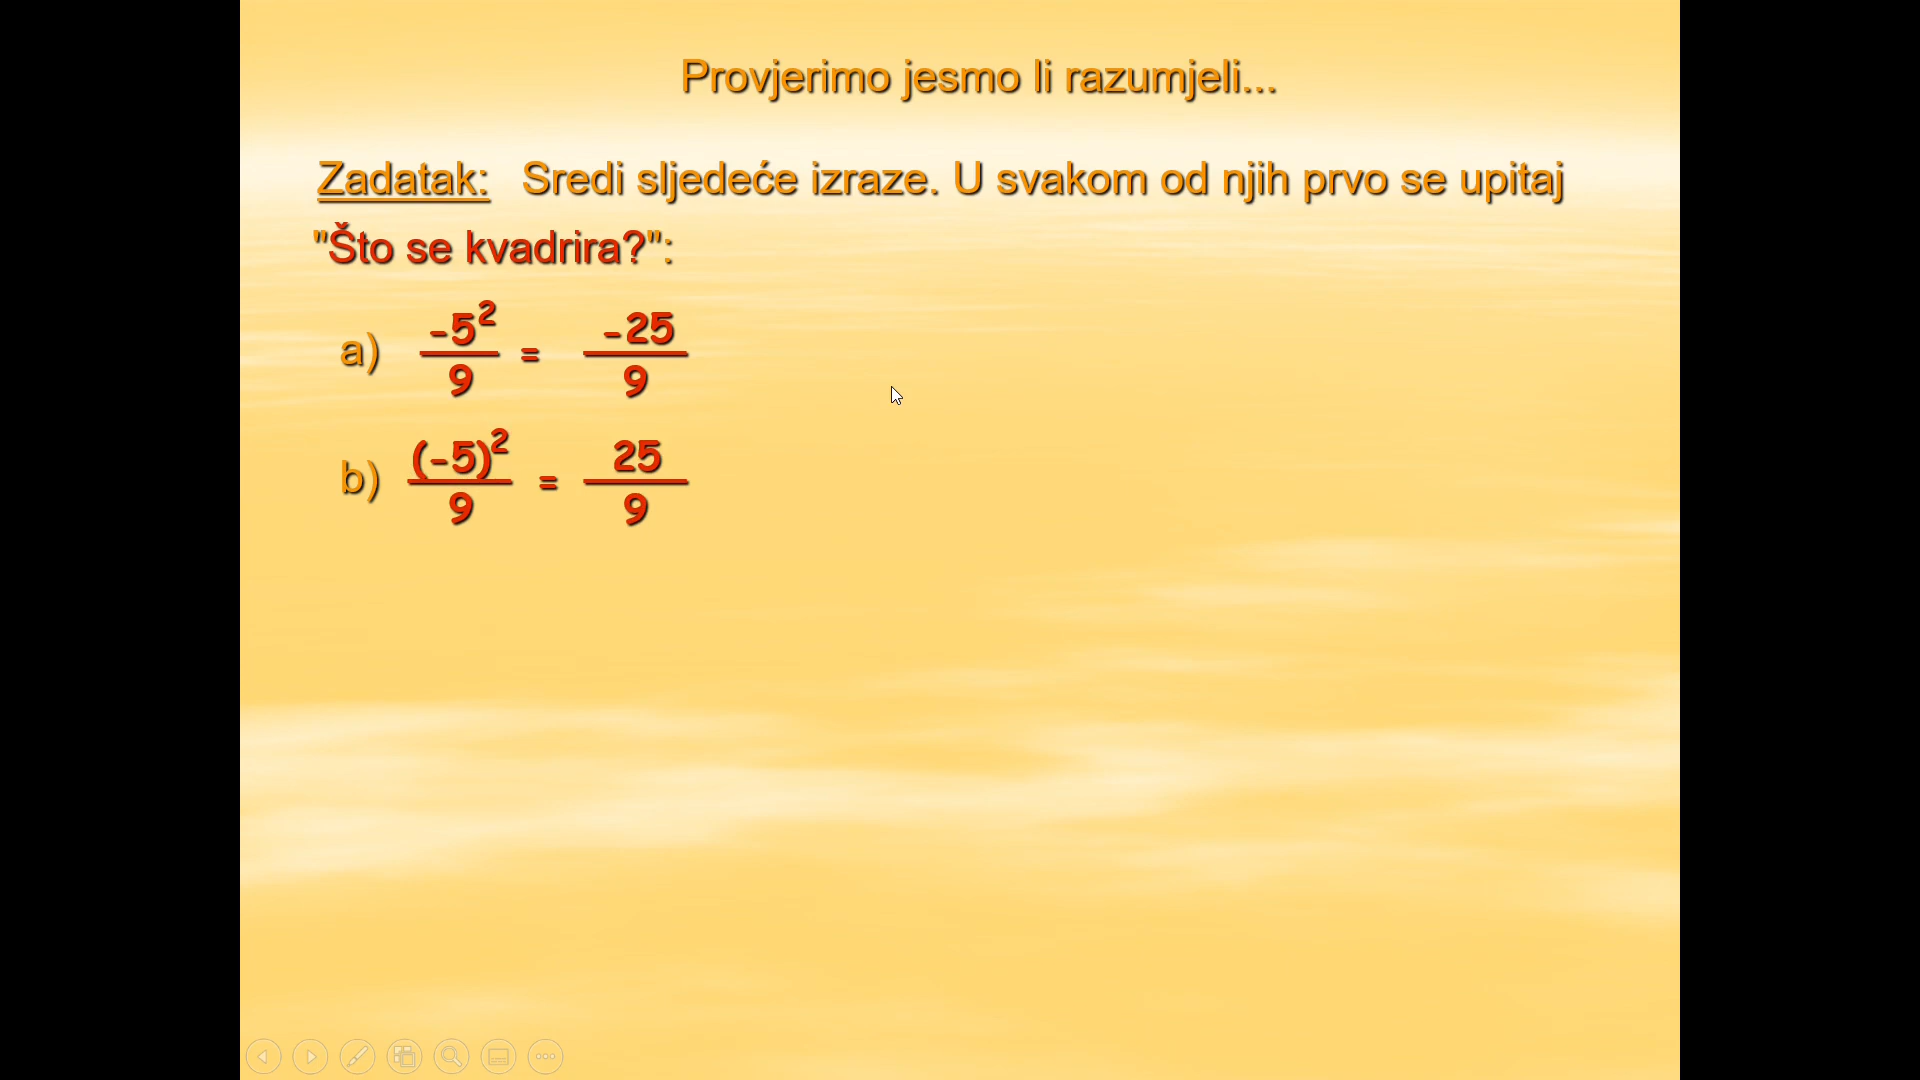 Provjerimo jesmo li razumjeli...
Zadatak: Sredi sljedeće izraze. U svakom od njih prvo se upitaj
"Što se kvadrira?":
a) -5²/9 = -25/9
b) (-5)²/9 = 25/9